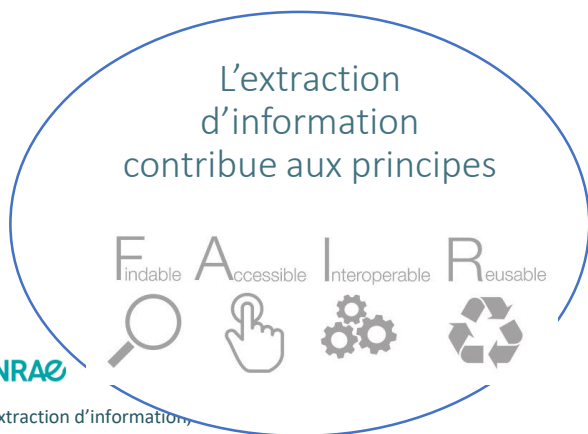 L’extraction
d’information
contribue aux principes
Findable Accessible Interoperable Reusable
NRAE
xtraction d’information,